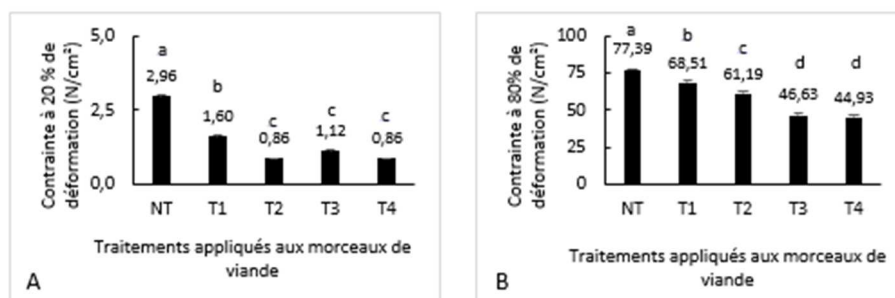 Contrainte à 20 % de
déformation (N/cm²)
5,0
2,5
0,0
a
2,96
b
1,60
c
0,86
c
1,12
c
0,86
NT T1 T2 T3 T4
Traitements appliqués aux morceaux de
viande
A
Contrainte à 80% de
déformation (N/cm²)
100
75
50
25
0
a
77,39
b
68,51
c
61,19
d
46,63
d
44,93
NT T1 T2 T3 T4
Traitements appliqués aux morceaux de
viande
B